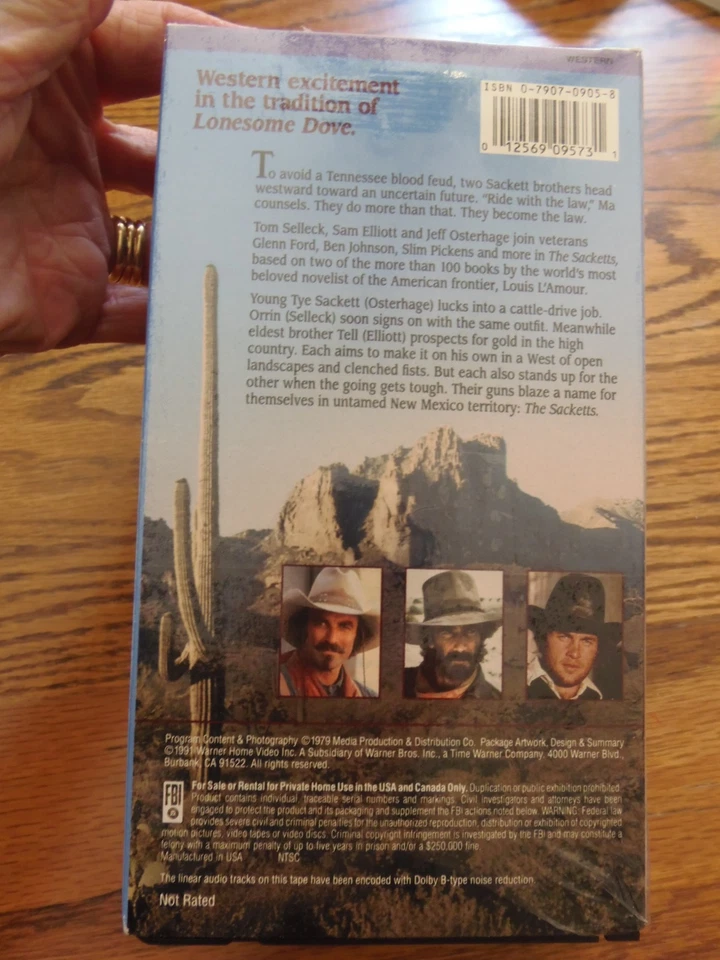 WESTERN
Western excitement
in the tradition of
Lonesome Dove.
ISBN 0-7907-0905-8
0 12569 09573 1
To avoid a Tennessee blood feud, two Sackett brothers head
westward toward an uncertain future. "Ride with the law," Ma
counsels. They do more than that. They become the law.
Tom Selleck, Sam Elliott and Jeff Osterhage join veterans
Glenn Ford, Ben Johnson, Slim Pickens and more in The Sacketts,
based on two of the more than 100 books by the world's most
beloved novelist of the American frontier, Louis L'Amour.
Young Tye Sackett (Osterhage) lucks into a cattle-drive job.
Orrin (Selleck) soon signs on with the same outfit. Meanwhile
eldest brother Tell (Elliott) prospects for gold in the high
country. Each aims to make it on his own in a West of open
landscapes and clenched fists. But each also stands up for the
other when the going gets tough. Their guns blaze a name for
themselves in untamed New Mexico territory: The Sacketts.
Program Content & Photography ©1979 Media Production & Distribution Co. Package Artwork, Design & Summary
©1991 Warner Home Video Inc. A Subsidiary of Warner Bros. Inc., a Time Warner Company, 4000 Warner Blvd.,
Burbank, CA 91522. All rights reserved.
FBI
For Sale or Rental for Private Home Use in the USA and Canada Only. Duplication or public exhibition prohibited.
Product contains individual, traceable serial numbers and markings. Civil investigators and attorneys have been
engaged to protect the product and its packaging and supplement the FBI actions noted below. WARNING: Federal law
provides severe civil and criminal penalties for the unauthorized reproduction, distribution or exhibition of copyrighted
motion pictures, video tapes or video discs. Criminal copyright infringement is investigated by the FBI and may constitute a
felony with a maximum penalty of up to five years in prison and/or a $250,000 fine.
Manufactured in USA NTSC
The linear audio tracks on this tape have been encoded with Dolby B-type noise reduction.
Not Rated